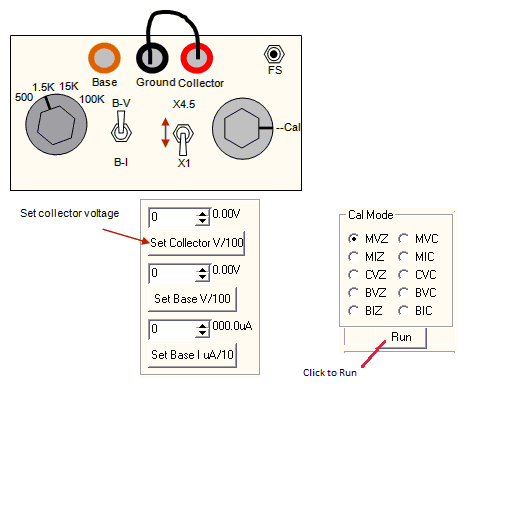 FS
Base
Ground
Collector
500
1.5K
15K
100K
B-V
B-I
X4.5
X1
--Cal
Set collector voltage
0
0.00V
Set Collector V/100
0
0.00V
Set Base V/100
0
000.0uA
Set Base I uA/10
Cal Mode
MVZ
MVC
MIZ
MIC
CVZ
CVC
BVZ
BVC
BIZ
BIC
Run
Click to Run